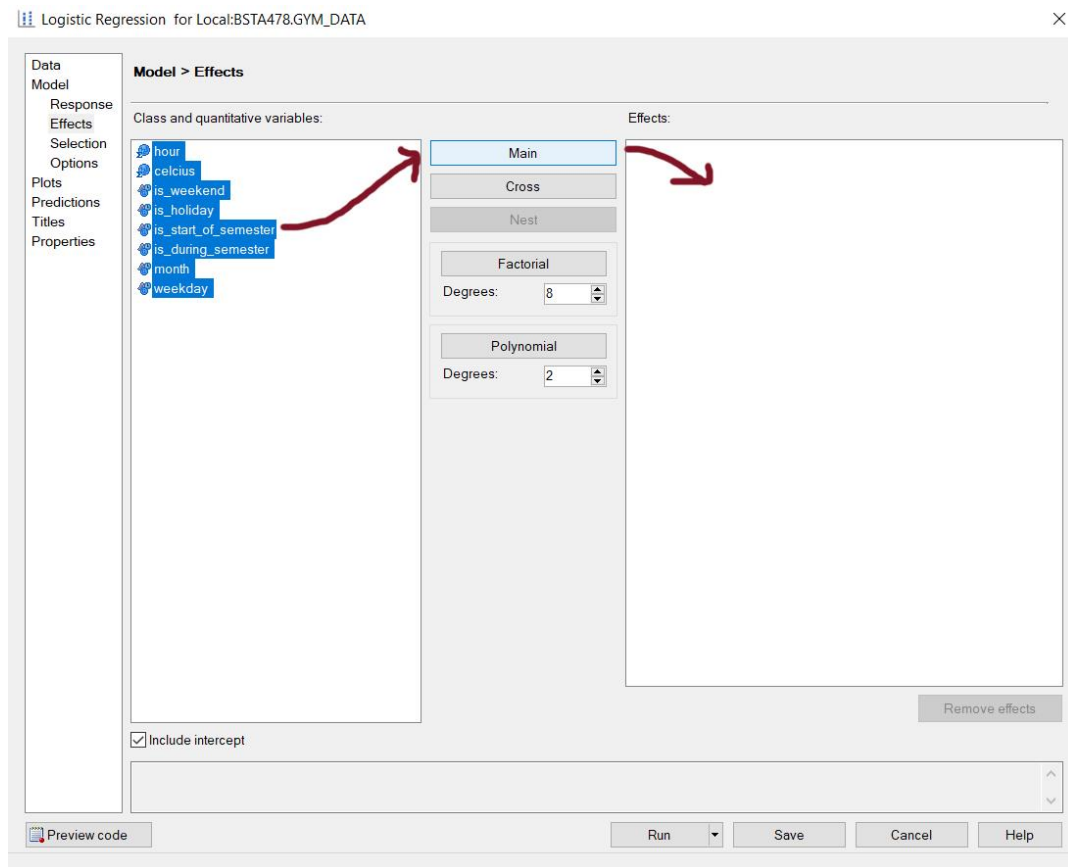 Logistic Regression for Local:BSTA478.GYM_DATA
Data
Model
Response
Effects
Selection
Options
Plots
Predictions
Titles
Properties
Model > Effects
Class and quantitative variables:
hour
celcius
is_weekend
is_holiday
is_start_of_semester
is_during_semester
month
weekday
Main
Cross
Nest
Factorial
Degrees: 8
Polynomial
Degrees: 2
Effects:
Remove effects
Include intercept
Preview code
Run
Save
Cancel
Help